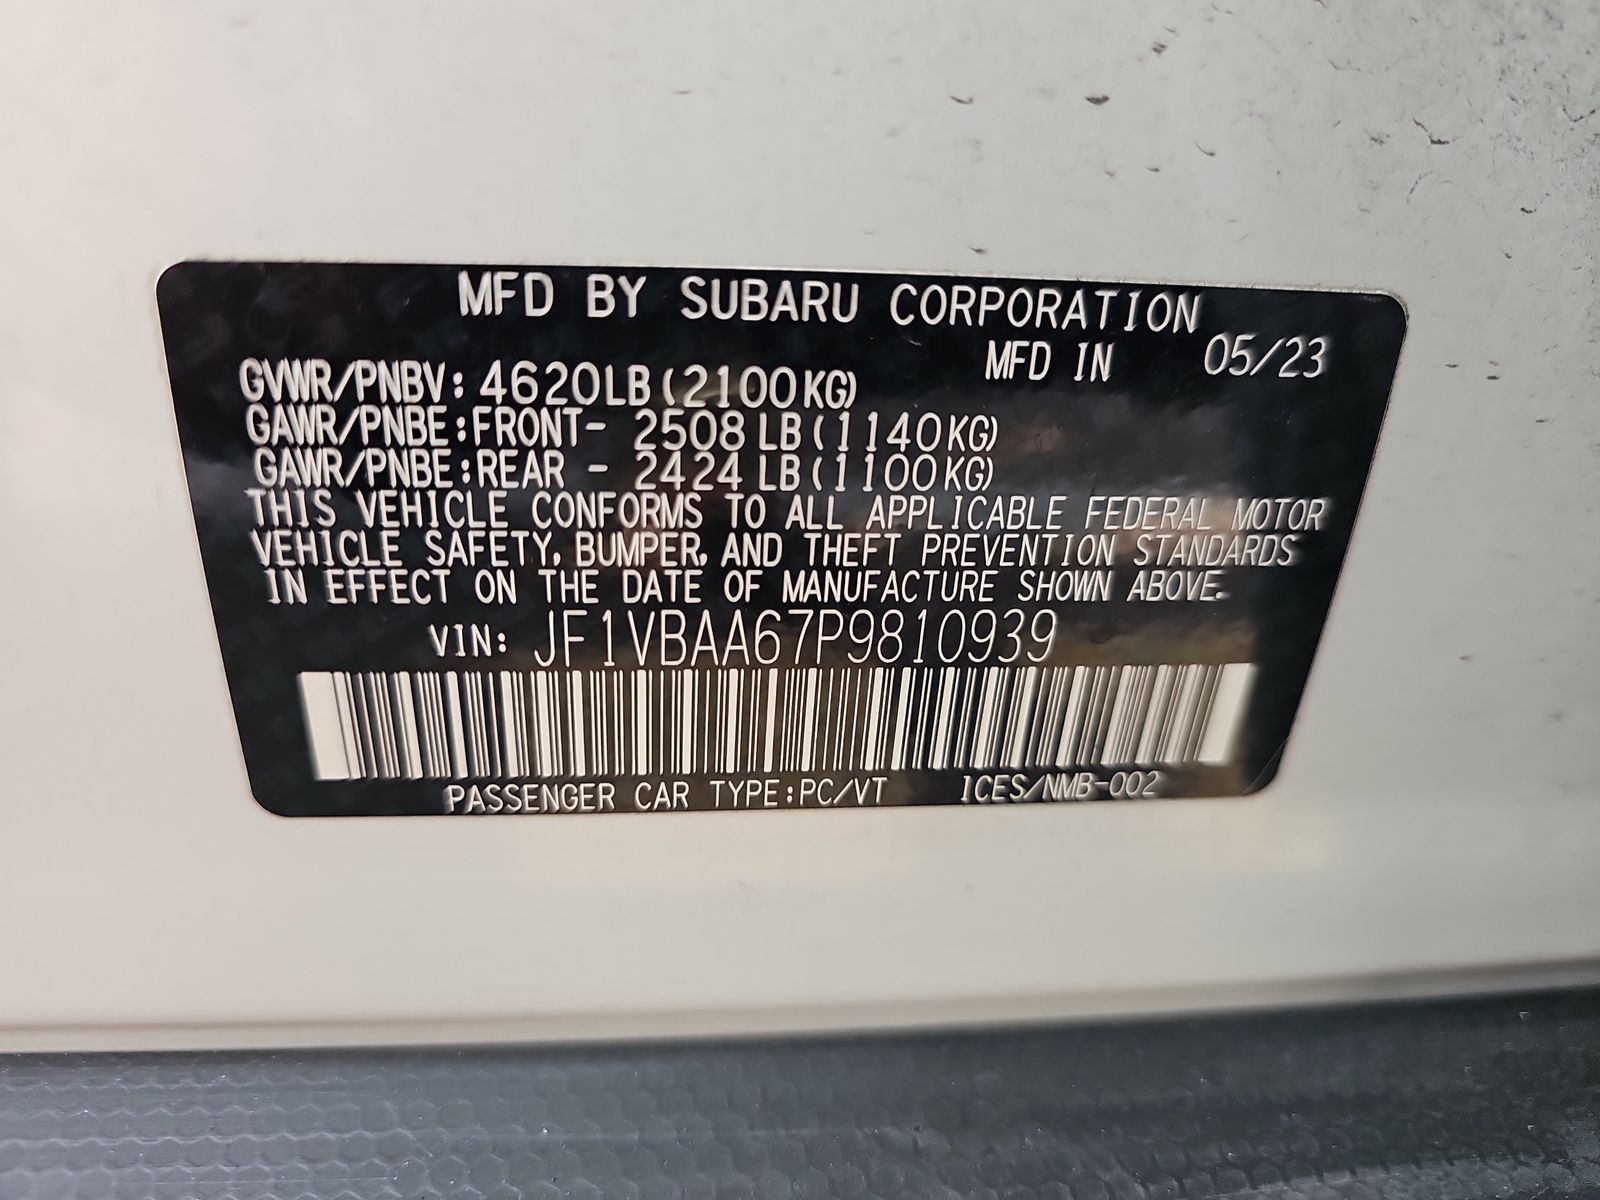 MFD BY SUBARU CORPORATION
MFD IN 05/23
GVWR/PNBV: 4620LB(2100KG)
GAWR/PNBE:FRONT- 2508LB(1140KG)
GAWR/PNBE:REAR - 2424LB(1100KG)
THIS VEHICLE CONFORMS TO ALL APPLICABLE FEDERAL MOTOR
VEHICLE SAFETY, BUMPER, AND THEFT PREVENTION STANDARDS
IN EFFECT ON THE DATE OF MANUFACTURE SHOWN ABOVE.
VIN: JF1VBAA67P9810939
PASSENGER CAR TYPE:PC/VT ICES/NMB-002